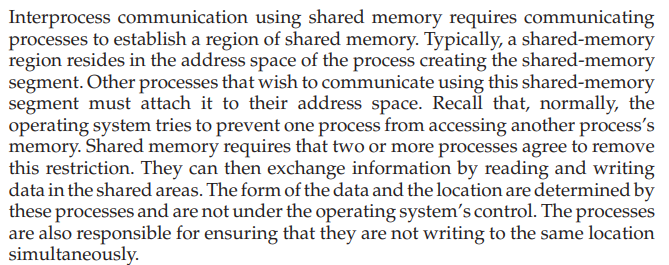 Interprocess communication using shared memory requires communicating
processes to establish a region of shared memory. Typically, a shared-memory
region resides in the address space of the process creating the shared-memory
segment. Other processes that wish to communicate using this shared-memory
segment must attach it to their address space. Recall that, normally, the
operating system tries to prevent one process from accessing another process’s
memory. Shared memory requires that two or more processes agree to remove
this restriction. They can then exchange information by reading and writing
data in the shared areas. The form of the data and the location are determined by
these processes and are not under the operating system’s control. The processes
are also responsible for ensuring that they are not writing to the same location
simultaneously.